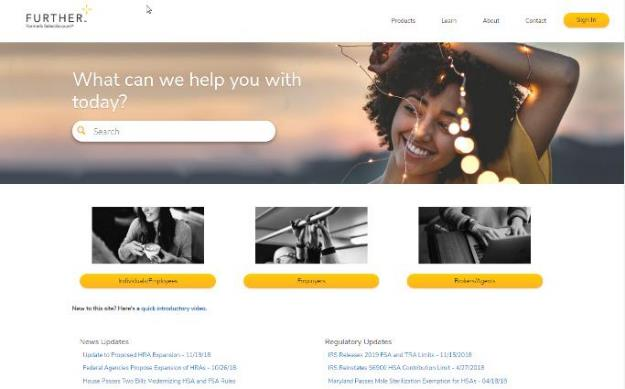 FURTHER.
formerly SelectAccount®
Products
Learn
About
Contact
Sign In
What can we help you with
today?
Search
Individuals/Employees
Employers
Brokers/Agents
New to this site? Here's a quick introductory video.
News Updates
Regulatory Updates
Update to Proposed HRA Expansion - 11/13/18
IRS Releases 2019 FSA and TRA Limits - 11/15/2018
Federal Agencies Propose Expansion of HRAs - 10/26/18
IRS Reinstates $6900 HSA Contribution Limit - 4/27/2018
House Passes Two Bills Modernizing HSA and FSA Rules
Maryland Passes Male Sterilization Exemption for HSAs - 04/18/18